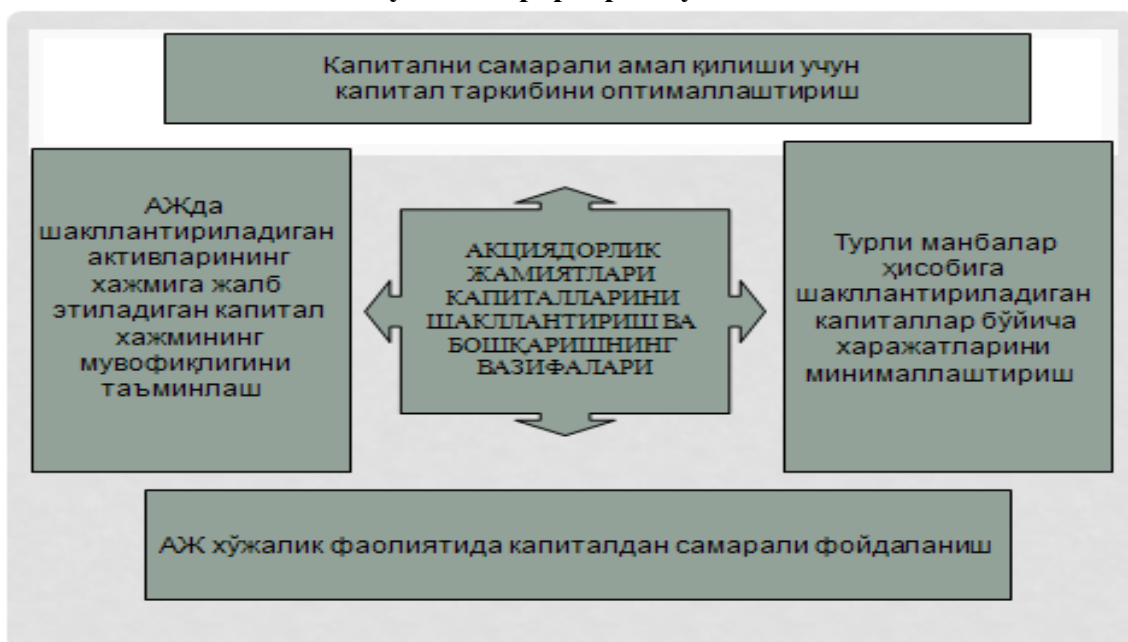 Капитални самарали амал қилиши учун
капитал таркибини оптималлаштириш
АЖда
шакллантириладиган
активларининг
хажмига жалб
этиладиган капитал
хажмининг
мувофиқлигини
таъминлаш
АКЦИЯДОРЛИК
ЖАМИЯТЛАРИ
КАПИТАЛЛАРИНИ
ШАКЛЛАНТИРИШ ВА
БОШҚАРИШНИНГ
ВАЗИФАЛАРИ
Турли манбалар
ҳисобига
шакллантириладиган
капиталлар бўйича
харажатларини
минималлаштириш
АЖ хўжалик фаолиятида капиталдан самарали фойдаланиш